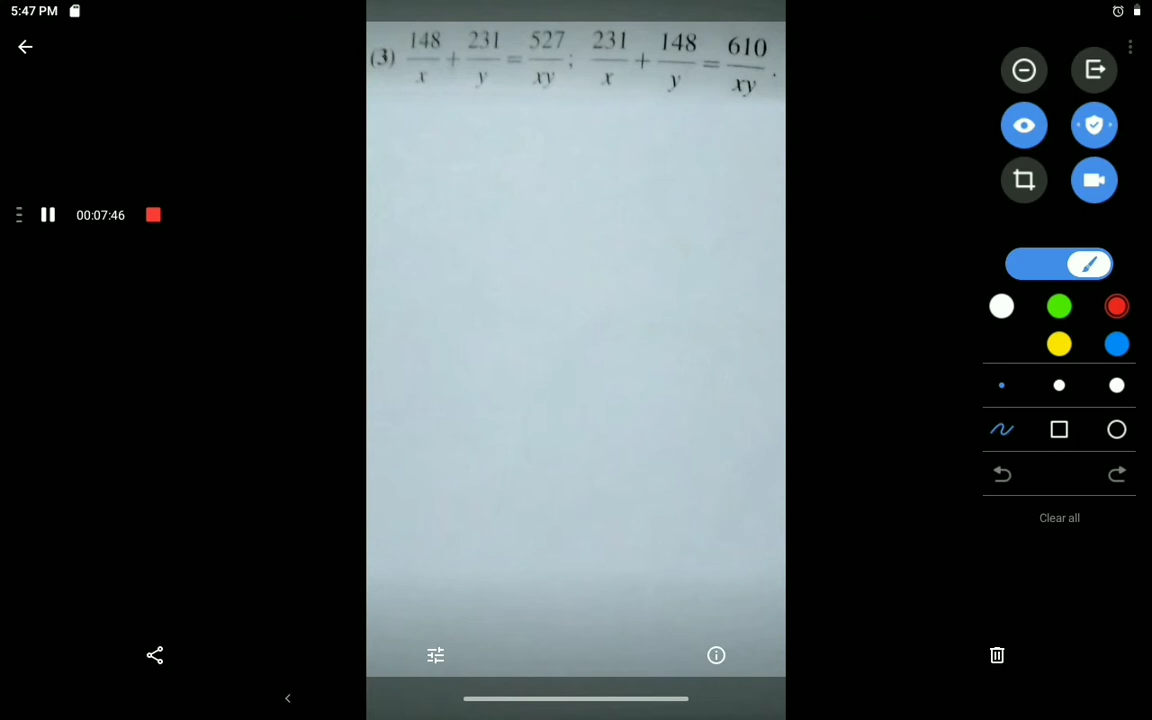 5:47 PM
(3) 148/x + 231/y = 527/xy ; 231/x + 148/y = 610/xy .
00:07:46
Clear all